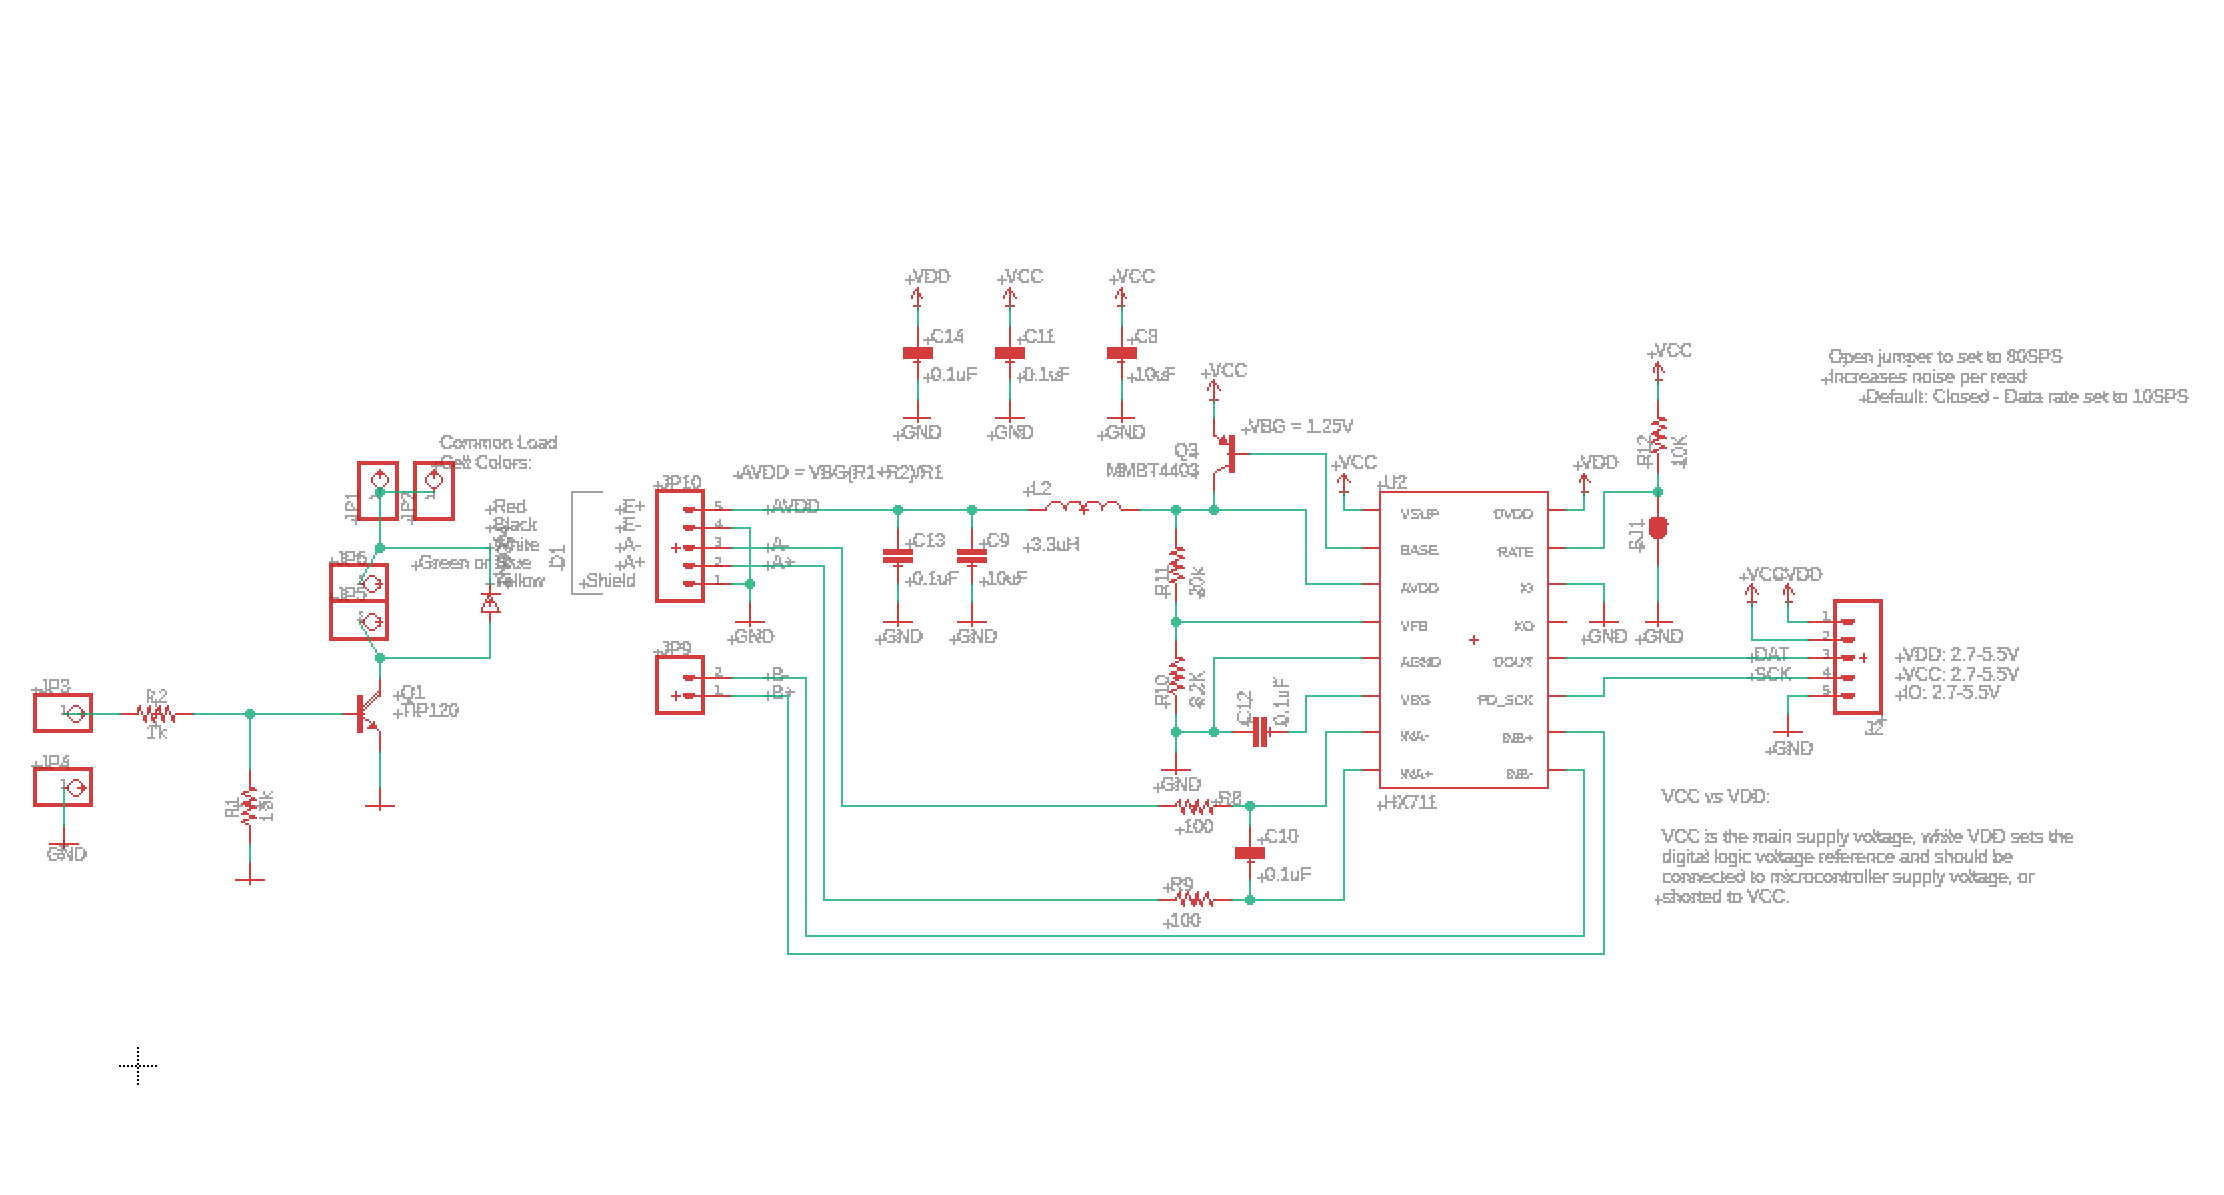 VDD
VCC
VCC
C14
C11
C8
0.1uF
0.1uF
10uF
GND
GND
GND
VCC
VCC
Open jumper to set to 80SPS
Increases noise per read
Default: Closed - Data rate set to 10SPS
VBG = 1.25V
Q3
MMBT4403
R12
10K
Common Load
Cell Colors:
AVDD = VBG(R1+R2)/R1
VCC
VDD
JP1
JP2
Red
Black
White
Green or Blue
Yellow
D1
E+
E-
A-
A+
Shield
JP10
5
4
3
2
1
AVDD
A-
A+
GND
L2
3.3uH
C13
0.1uF
C9
10uF
GND
GND
R11
20k
R10
8.2K
C12
0.1uF
GND
U2
VSUP
BASE
AVDD
VFB
AGND
VBG
INA-
INA+
DVDD
RATE
XI
XO
DOUT
PD_SCK
INB+
INB-
HX711
SJ1
GND
GND
VCC
VDD
1
2
3
4
5
DAT
SCK
VDD: 2.7-5.5V
VCC: 2.7-5.5V
IO: 2.7-5.5V
J2
GND
JP6
JP5
JP9
2
1
B-
B+
JP3
1
R2
1k
Q1
TIP120
JP4
1
GND
R1
R8
100
C10
0.1uF
R9
100
VCC vs VDD:
VCC is the main supply voltage, while VDD sets the
digital logic voltage reference and should be
connected to microcontroller supply voltage, or
shorted to VCC.